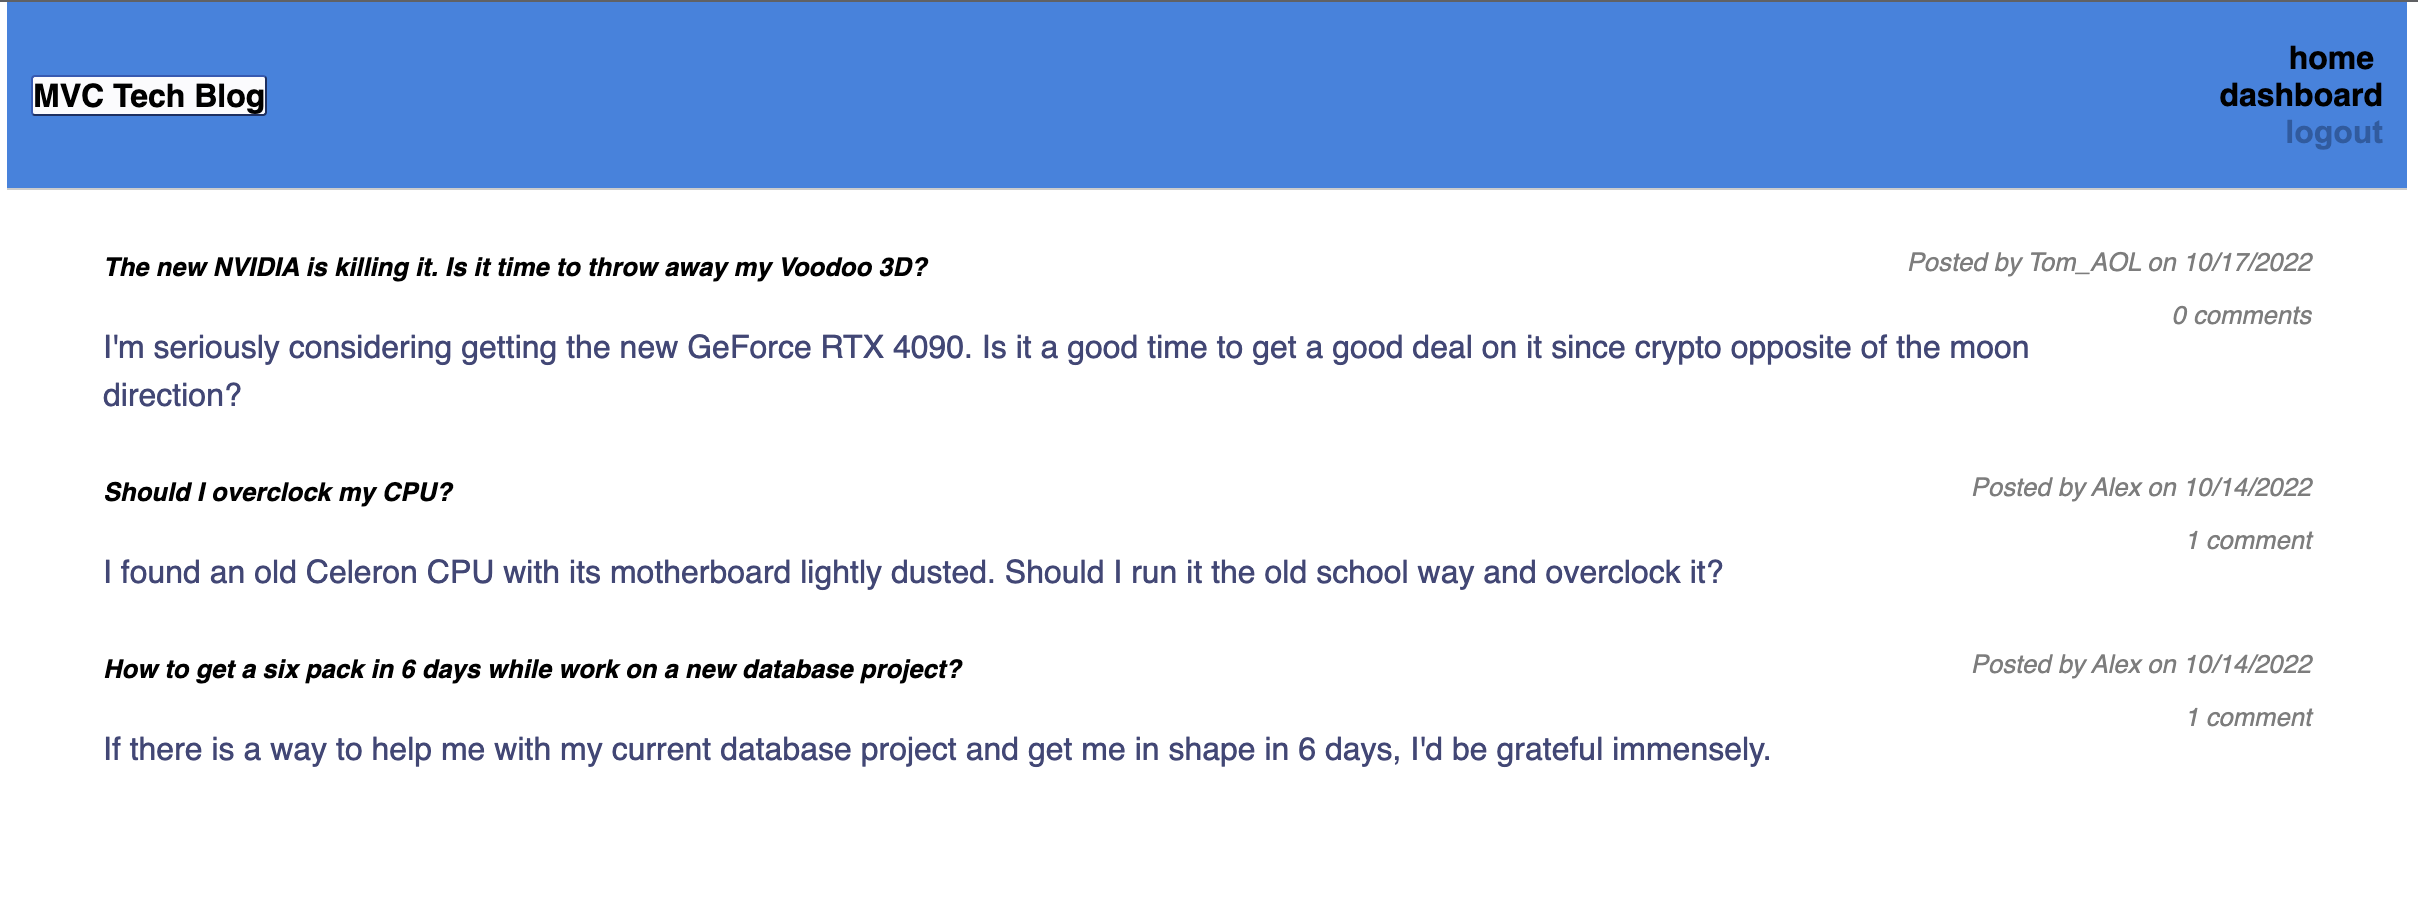 MVC Tech Blog
home
dashboard
logout
The new NVIDIA is killing it. Is it time to throw away my Voodoo 3D?
Posted by Tom_AOL on 10/17/2022
0 comments
I'm seriously considering getting the new GeForce RTX 4090. Is it a good time to get a good deal on it since crypto opposite of the moon
direction?
Should I overclock my CPU?
Posted by Alex on 10/14/2022
1 comment
I found an old Celeron CPU with its motherboard lightly dusted. Should I run it the old school way and overclock it?
How to get a six pack in 6 days while work on a new database project?
Posted by Alex on 10/14/2022
1 comment
If there is a way to help me with my current database project and get me in shape in 6 days, I'd be grateful immensely.